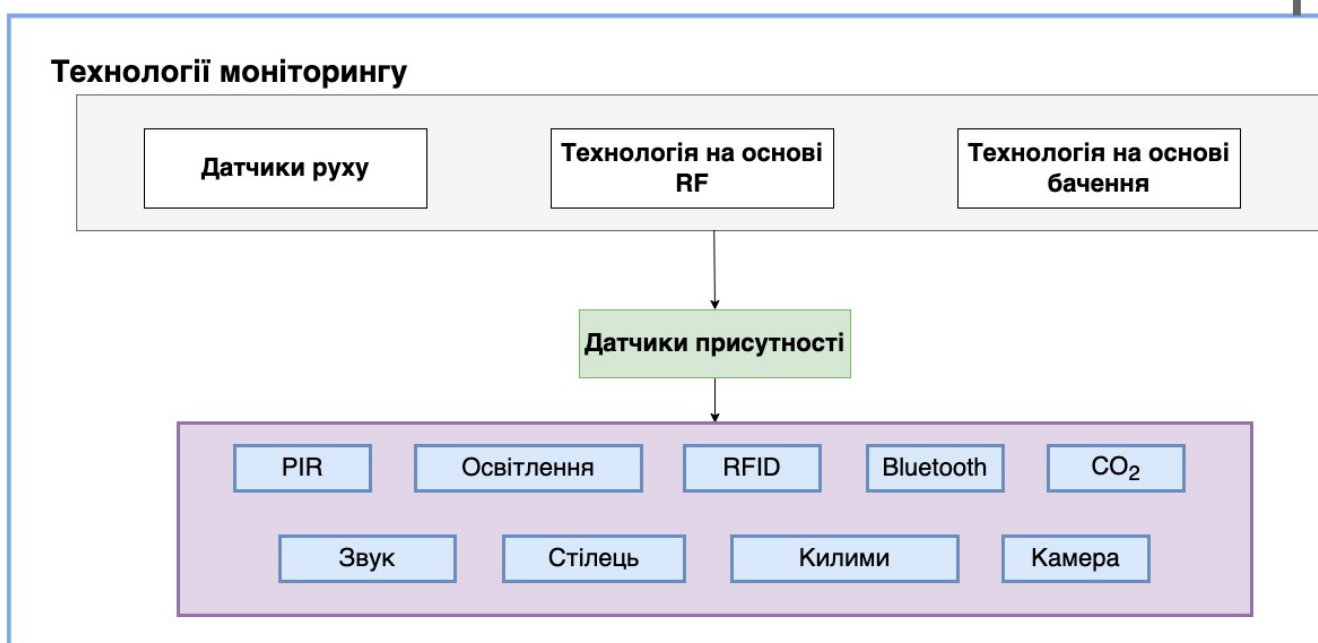 Технології моніторингу
Датчики руху
Технологія на основі
RF
Технологія на основі
бачення
Датчики присутності
PIR
Освітлення
RFID
Bluetooth
CO₂
Звук
Стілець
Килими
Камера